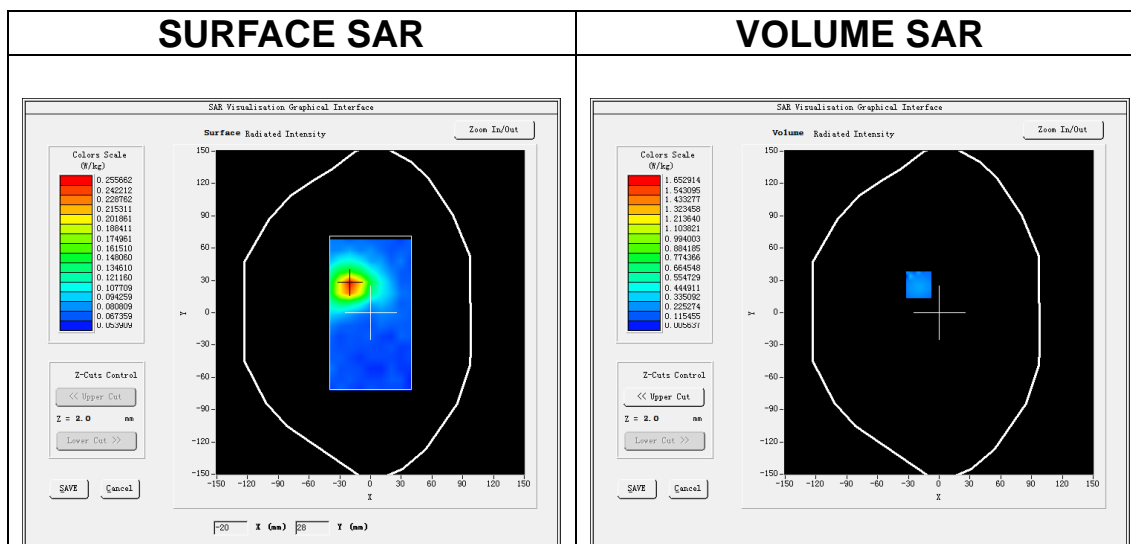 SURFACE SAR
VOLUME SAR
SAR Visualisation Graphical Interface
Surface Radiated Intensity
Zoom In/Out
Colors Scale
(W/kg)
0.255662
0.242212
0.228762
0.215311
0.201861
0.188411
0.174961
0.161510
0.148060
0.134610
0.121160
0.107709
0.094259
0.080809
0.067359
0.053909
150
120
90
60
30
0
-30
-60
-90
-120
-150
Y
-150 -120 -90 -60 -30 0 30 60 90 120 150
X
Z-Cuts Control
<< Upper Cut
Z = 2.0 mm
Lower Cut >>
SAVE Cancel
-20 X (mm) 28 Y (mm)
SAR Visualisation Graphical Interface
Volume Radiated Intensity
Zoom In/Out
Colors Scale
(W/kg)
1.652914
1.543095
1.433277
1.323458
1.213640
1.103821
0.994003
0.884185
0.774366
0.664548
0.554729
0.444911
0.335092
0.225274
0.115455
0.005637
150
120
90
60
30
0
-30
-60
-90
-120
-150
Y
-150 -120 -90 -60 -30 0 30 60 90 120 150
X
Z-Cuts Control
<< Upper Cut
Z = 2.0 mm
Lower Cut >>
SAVE Cancel